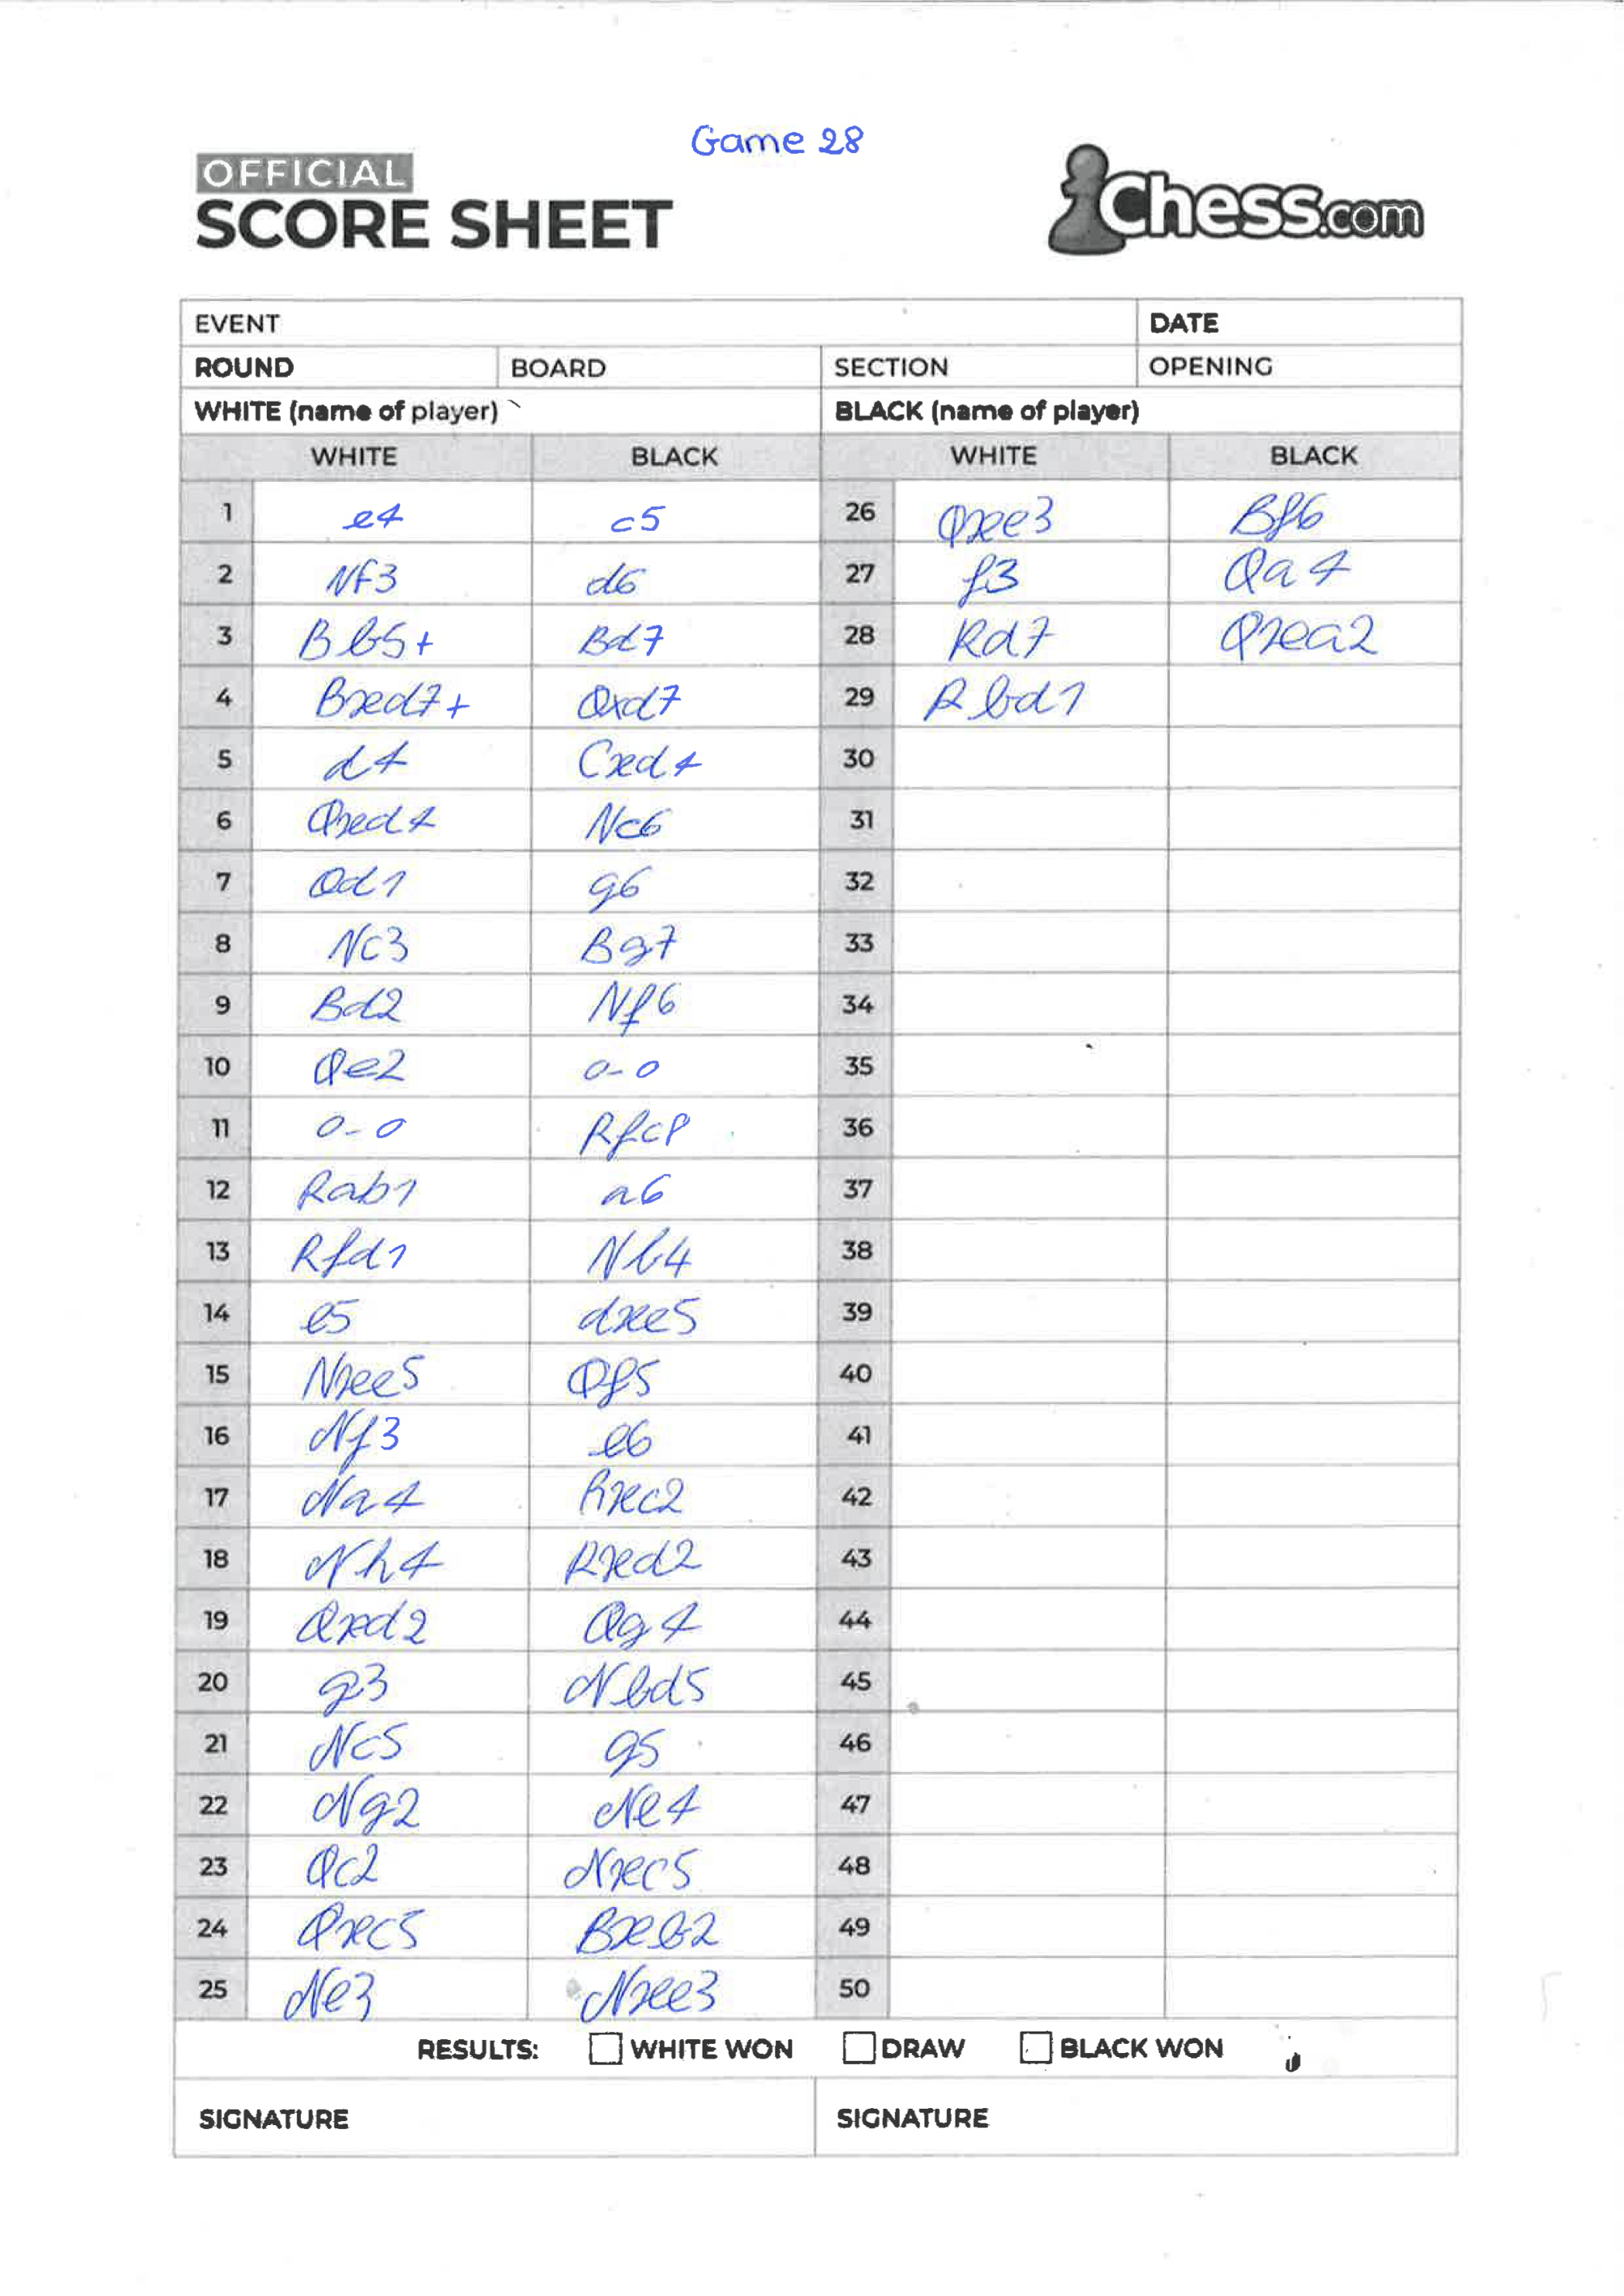 Game 28
OFFICIAL
SCORE SHEET
Chess.com
EVENT DATE
ROUND BOARD SECTION OPENING
WHITE (name of player) BLACK (name of player)
WHITE BLACK WHITE BLACK
1 e4 c5 26 Qxe3 Bf6
2 Nf3 d6 27 f3 Qa4
3 Bb5+ Bd7 28 Rd7 Qxa2
4 Bxd7+ Qxd7 29 Rbd1
5 d4 Cxd4 30
6 Qxd4 Nc6 31
7 Qd1 g6 32
8 Nc3 Bg7 33
9 Bd2 Nf6 34
10 Qe2 0-0 35
11 0-0 Rfc8 36
12 Rab1 a6 37
13 Rfd1 Nb4 38
14 e5 dxe5 39
15 Nxe5 Qf5 40
16 Nf3 e6 41
17 Na4 Rxc2 42
18 Nh4 Rxd2 43
19 Qxd2 Qg4 44
20 g3 Nbd5 45
21 Nc5 g5 46
22 Ng2 Ne4 47
23 Qc2 Nxc5 48
24 Qxc5 Bxb2 49
25 Ne3 Nxe3 50
RESULTS: WHITE WON DRAW BLACK WON
SIGNATURE SIGNATURE